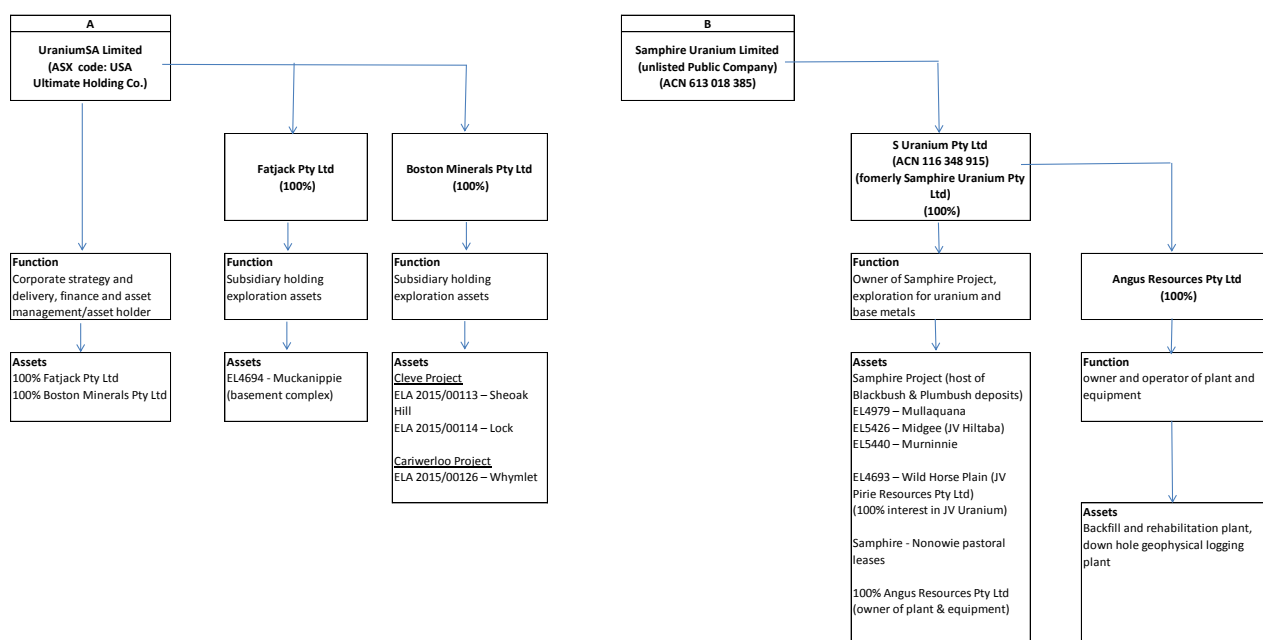 A
UraniumSA Limited
(ASX code: USA
Ultimate Holding Co.)
Fatjack Pty Ltd
(100%)
Boston Minerals Pty Ltd
(100%)
Function
Corporate strategy and
delivery, finance and asset
management/asset holder
Function
Subsidiary holding
exploration assets
Function
Subsidiary holding
exploration assets
Assets
100% Fatjack Pty Ltd
100% Boston Minerals Pty Ltd
Assets
EL4694 - Muckanippie
(basement complex)
Assets
Cleve Project
ELA 2015/00113 – Sheoak
Hill
ELA 2015/00114 – Lock
Cariwerloo Project
ELA 2015/00126 – Whymlet
B
Samphire Uranium Limited
(unlisted Public Company)
(ACN 613 018 385)
S Uranium Pty Ltd
(ACN 116 348 915)
(fomerly Samphire Uranium Pty
Ltd)
(100%)
Function
Owner of Samphire Project,
exploration for uranium and
base metals
Angus Resources Pty Ltd
(100%)
Assets
Samphire Project (host of
Blackbush & Plumbush deposits)
EL4979 – Mullaquana
EL5426 – Midgee (JV Hiltaba)
EL5440 – Murninnie
EL4693 – Wild Horse Plain (JV
Pirie Resources Pty Ltd)
(100% interest in JV Uranium)
Samphire - Nonowie pastoral
leases
100% Angus Resources Pty Ltd
(owner of plant & equipment)
Function
owner and operator of plant and
equipment
Assets
Backfill and rehabilitation plant,
down hole geophysical logging
plant